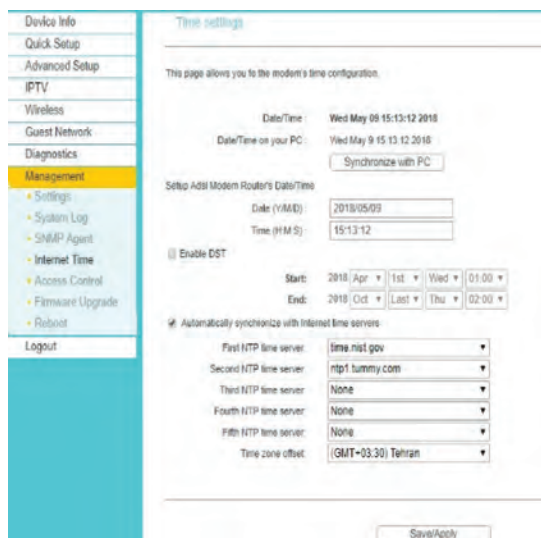 Device Info
Quick Setup
Advanced Setup
IPTV
Wireless
Guest Network
Diagnostics
Management
Settings
System Log
SNMP Agent
Internet Time
Access Control
Firmware Upgrade
Reboot
Logout
Time settings
This page allows you to the modem's time configuration.
Date/Time : Wed May 09 15:13:12 2018
Date/Time on your PC : Wed May 9 15:13:12 2018
Synchronize with PC
Setup Adsl Modem Router's Date/Time
Date (Y/M/D) : 2018/05/09
Time (H:M:S) : 15:13:12
Enable DST
Start: 2018 Apr 1st Wed 01:00
End: 2018 Oct Last Thu 02:00
Automatically synchronize with Internet time servers
First NTP time server: time.nist.gov
Second NTP time server: ntp1.tummy.com
Third NTP time server: None
Fourth NTP time server: None
Fifth NTP time server: None
Time zone offset: (GMT+03:30) Tehran
Save/Apply